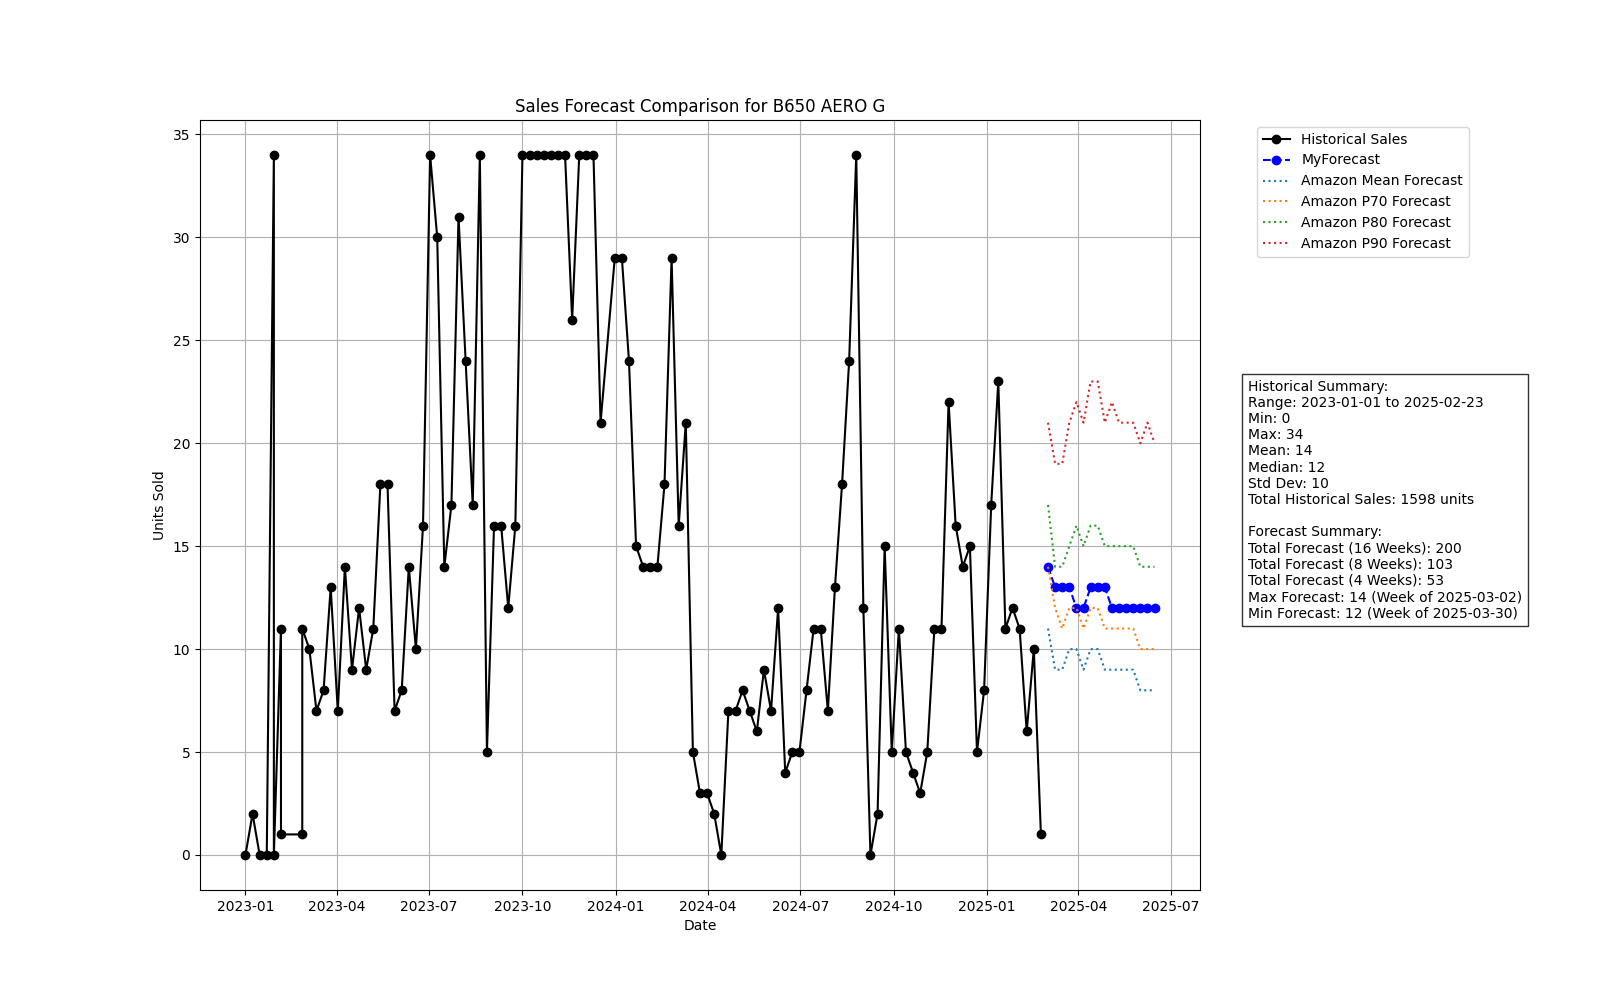 Sales Forecast Comparison for B650 AERO G
Units Sold
35
30
25
20
15
10
5
0
2023-01
2023-04
2023-07
2023-10
2024-01
2024-04
2024-07
2024-10
2025-01
2025-04
2025-07
Date
Historical Sales
MyForecast
Amazon Mean Forecast
Amazon P70 Forecast
Amazon P80 Forecast
Amazon P90 Forecast
Historical Summary:
Range: 2023-01-01 to 2025-02-23
Min: 0
Max: 34
Mean: 14
Median: 12
Std Dev: 10
Total Historical Sales: 1598 units
Forecast Summary:
Total Forecast (16 Weeks): 200
Total Forecast (8 Weeks): 103
Total Forecast (4 Weeks): 53
Max Forecast: 14 (Week of 2025-03-02)
Min Forecast: 12 (Week of 2025-03-30)